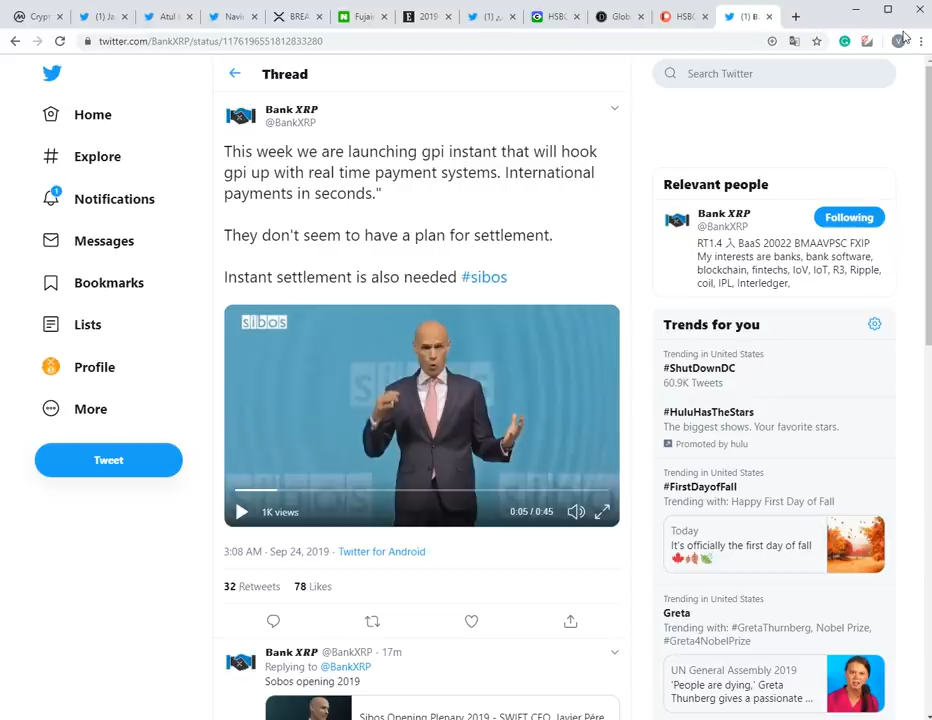 Crypt
(1) Ja
Atul
Navin
BREA
Fujair
2019
(1)
HSBC
Glob
HSBC
(1) B
twitter.com/BankXRP/status/1176196551812833280
Thread
Search Twitter
Home
Explore
1
Notifications
Messages
Bookmarks
Lists
Profile
More
Tweet
Bank XRP
@BankXRP
This week we are launching gpi instant that will hook
gpi up with real time payment systems. International
payments in seconds."
They don't seem to have a plan for settlement.
Instant settlement is also needed #sibos
sibos
1K views
0:05 / 0:45
3:08 AM · Sep 24, 2019 · Twitter for Android
32 Retweets 78 Likes
Bank XRP @BankXRP · 17m
Replying to @BankXRP
Sobos opening 2019
Sibos Opening Plenary 2019 - SWIFT CEO, Javier Pére
Relevant people
Bank XRP
Following
@BankXRP
RT1.4 入 BaaS 20022 BMAAVPSC FXIP
My interests are banks, bank software,
blockchain, fintechs, IoV, IoT, R3, Ripple,
coil, IPL, Interledger,
Trends for you
Trending in United States
#ShutDownDC
60.9K Tweets
#HuluHasTheStars
The biggest shows. Your favorite stars.
Promoted by hulu
Trending in United States
#FirstDayofFall
Trending with: Happy First Day of Fall
Today
It's officially the first day of fall
Trending in United States
Greta
Trending with: #GretaThurnberg, Nobel Prize,
#Greta4NobelPrize
UN General Assembly 2019
'People are dying,' Greta
Thunberg gives a passionate ...